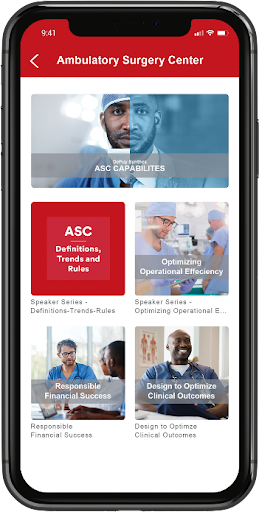 9:41
Ambulatory Surgery Center
DePuy Synthes
ASC CAPABILITES
ASC
Definitions,
Trends and
Rules
Optimizing
Operational Effeciency
Speaker Series -
Definitions-Trends-Rules
Speaker Series -
Optimizing Operational E...
Responsible
Financial Success
Design to Optimze
Clinical Outcomes
Responsible
Financial Success
Design to Optimze
Clinical Outcomes